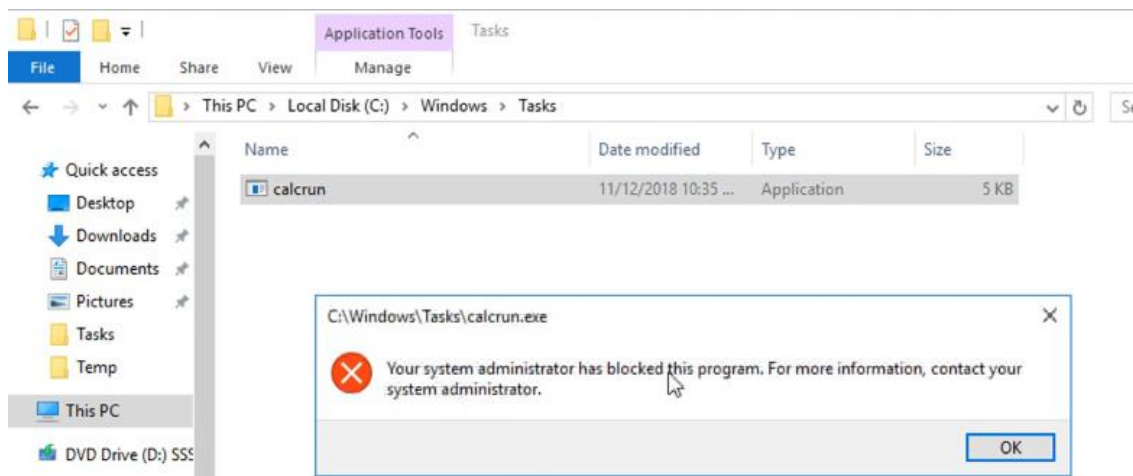 Application Tools Tasks
File Home Share View Manage
This PC > Local Disk (C:) > Windows > Tasks
Name Date modified Type Size
Quick access
calcrun 11/12/2018 10:35 ... Application 5 KB
Desktop
Downloads
Documents
Pictures
Tasks
Temp
This PC
DVD Drive (D:) SSS
C:\Windows\Tasks\calcrun.exe
Your system administrator has blocked this program. For more information, contact your
system administrator.
OK